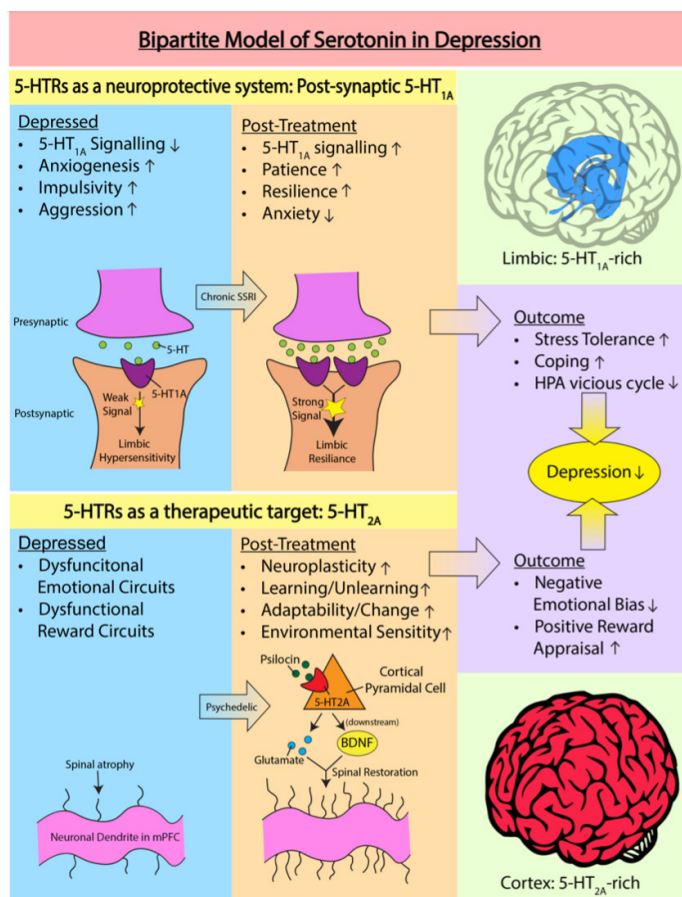 Bipartite Model of Serotonin in Depression
5-HTRs as a neuroprotective system: Post-synaptic 5-HT1A
Depressed
• 5-HT1A Signalling ↓
• Anxiogenesis ↑
• Impulsivity ↑
• Aggression ↑
Post-Treatment
• 5-HT1A signalling ↑
• Patience ↑
• Resilience ↑
• Anxiety ↓
Limbic: 5-HT1A-rich
Chronic SSRI
Presynaptic
5-HT
5-HT1A
Postsynaptic
Weak
Signal
Limbic
Hypersensitivity
Strong
Signal
Limbic
Resiliance
Outcome
• Stress Tolerance ↑
• Coping ↑
• HPA vicious cycle ↓
Depression ↓
5-HTRs as a therapeutic target: 5-HT2A
Depressed
• Dysfuncitonal
Emotional Circuits
• Dysfunctional
Reward Circuits
Post-Treatment
• Neuroplasticity ↑
• Learning/Unlearning ↑
• Adaptability/Change ↑
• Environmental Sensitity ↑
Outcome
• Negative
Emotional Bias ↓
• Positive Reward
Appraisal ↑
Psychedelic
Psilocin
Cortical
Pyramidal Cell
5-HT2A
(downstream)
BDNF
Glutamate
Spinal Restoration
Spinal atrophy
Neuronal Dendrite in mPFC
Cortex: 5-HT2A-rich